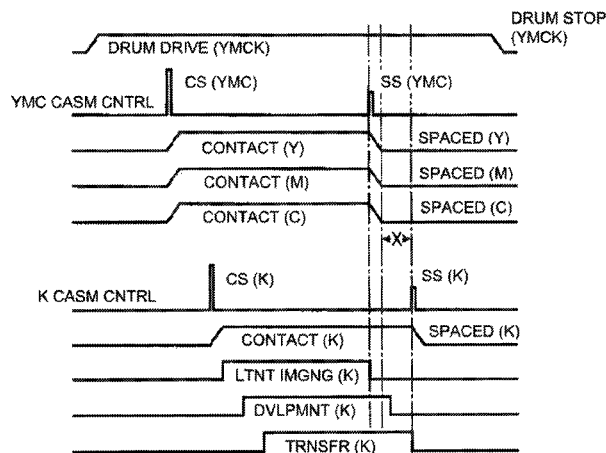 DRUM STOP
(YMCK)
DRUM DRIVE (YMCK)
CS (YMC)
SS (YMC)
YMC CASM CNTRL
CONTACT (Y)
SPACED (Y)
CONTACT (M)
SPACED (M)
CONTACT (C)
SPACED (C)
X
CS (K)
SS (K)
K CASM CNTRL
CONTACT (K)
SPACED (K)
LTNT IMGNG (K)
DVLPMNT (K)
TRNSFR (K)